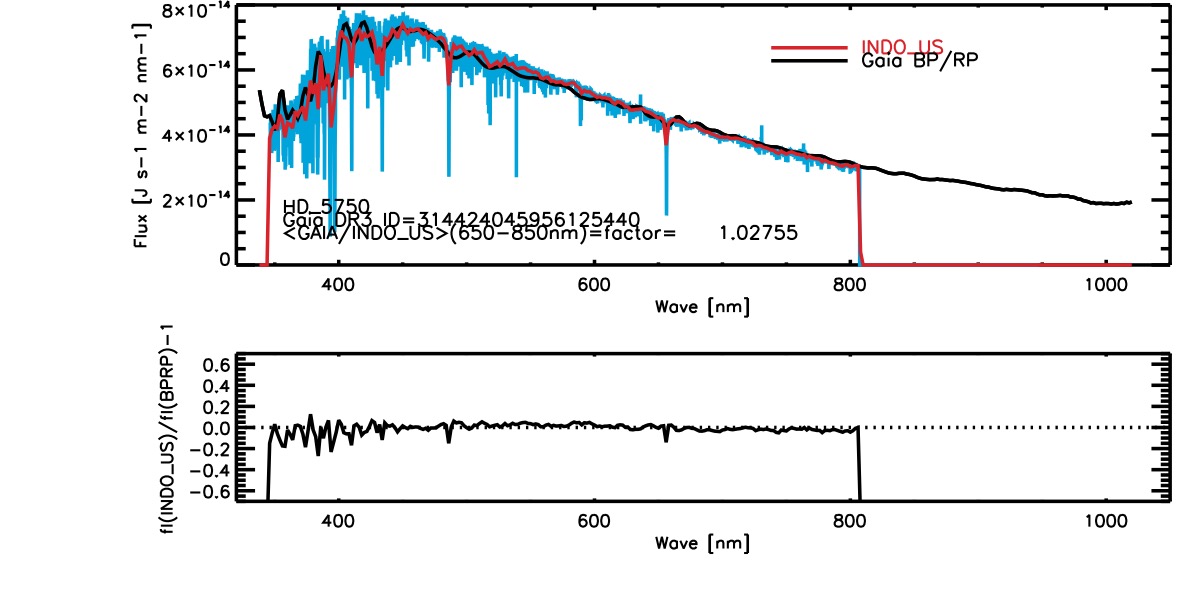 8×10−14
6×10−14
4×10−14
2×10−14
0
Flux [J s−1 m−2 nm−1]
INDO_US
Gaia BP/RP
HD_5750
Gaia DR3 ID=314424045956125440
<GAIA/INDO_US>(650−850nm)=factor= 1.02755
400 600 800 1000
Wave [nm]
fl(INDO_US)/fl(BPRP)−1
0.6
0.4
0.2
0.0
−0.2
−0.4
−0.6
400 600 800 1000
Wave [nm]